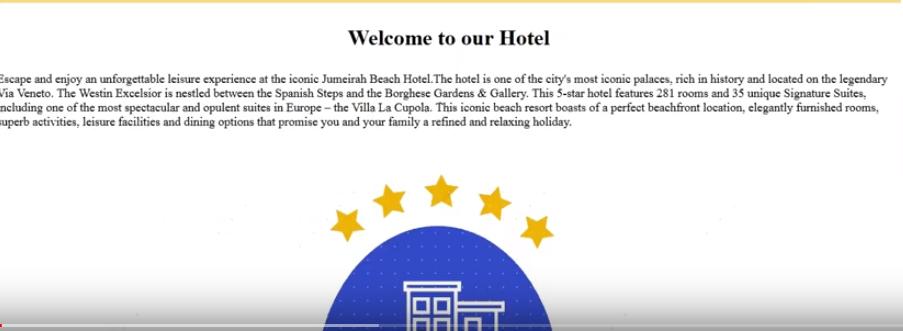 Welcome to our Hotel
Escape and enjoy an unforgettable leisure experience at the iconic Jumeirah Beach Hotel.The hotel is one of the city's most iconic palaces, rich in history and located on the legendary
Via Veneto. The Westin Excelsior is nestled between the Spanish Steps and the Borghese Gardens & Gallery. This 5-star hotel features 281 rooms and 35 unique Signature Suites,
including one of the most spectacular and opulent suites in Europe – the Villa La Cupola. This iconic beach resort boasts of a perfect beachfront location, elegantly furnished rooms,
superb activities, leisure facilities and dining options that promise you and your family a refined and relaxing holiday.